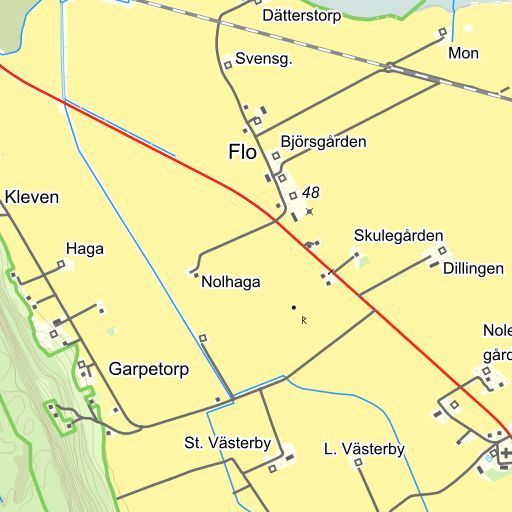 Dätterstorp
Svensg.
Mon
Flo
Björsgården
48
Kleven
Skulegården
Haga
Dillingen
Nolhaga
Nole
gård
Garpetorp
St. Västerby
L. Västerby